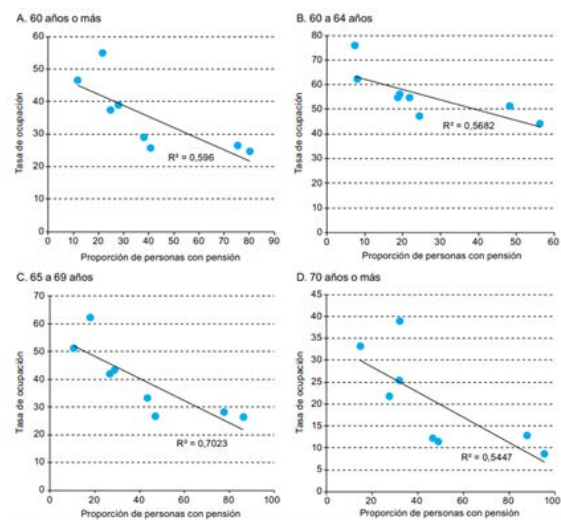 A. 60 años o más
Tasa de ocupación
60
50
40
30
20
10
0
R² = 0,596
0 10 20 30 40 50 60 70 80 90
Proporción de personas con pensión
B. 60 a 64 años
Tasa de ocupación
80
70
60
50
40
30
20
10
0
R² = 0,5682
0 10 20 30 40 50 60
Proporción de personas con pensión
C. 65 a 69 años
Tasa de ocupación
70
60
50
40
30
20
10
0
R² = 0,7023
0 20 40 60 80 100
Proporción de personas con pensión
D. 70 años o más
Tasa de ocupación
45
40
35
30
25
20
15
10
5
0
R² = 0,5447
0 20 40 60 80 100
Proporción de personas con pensión